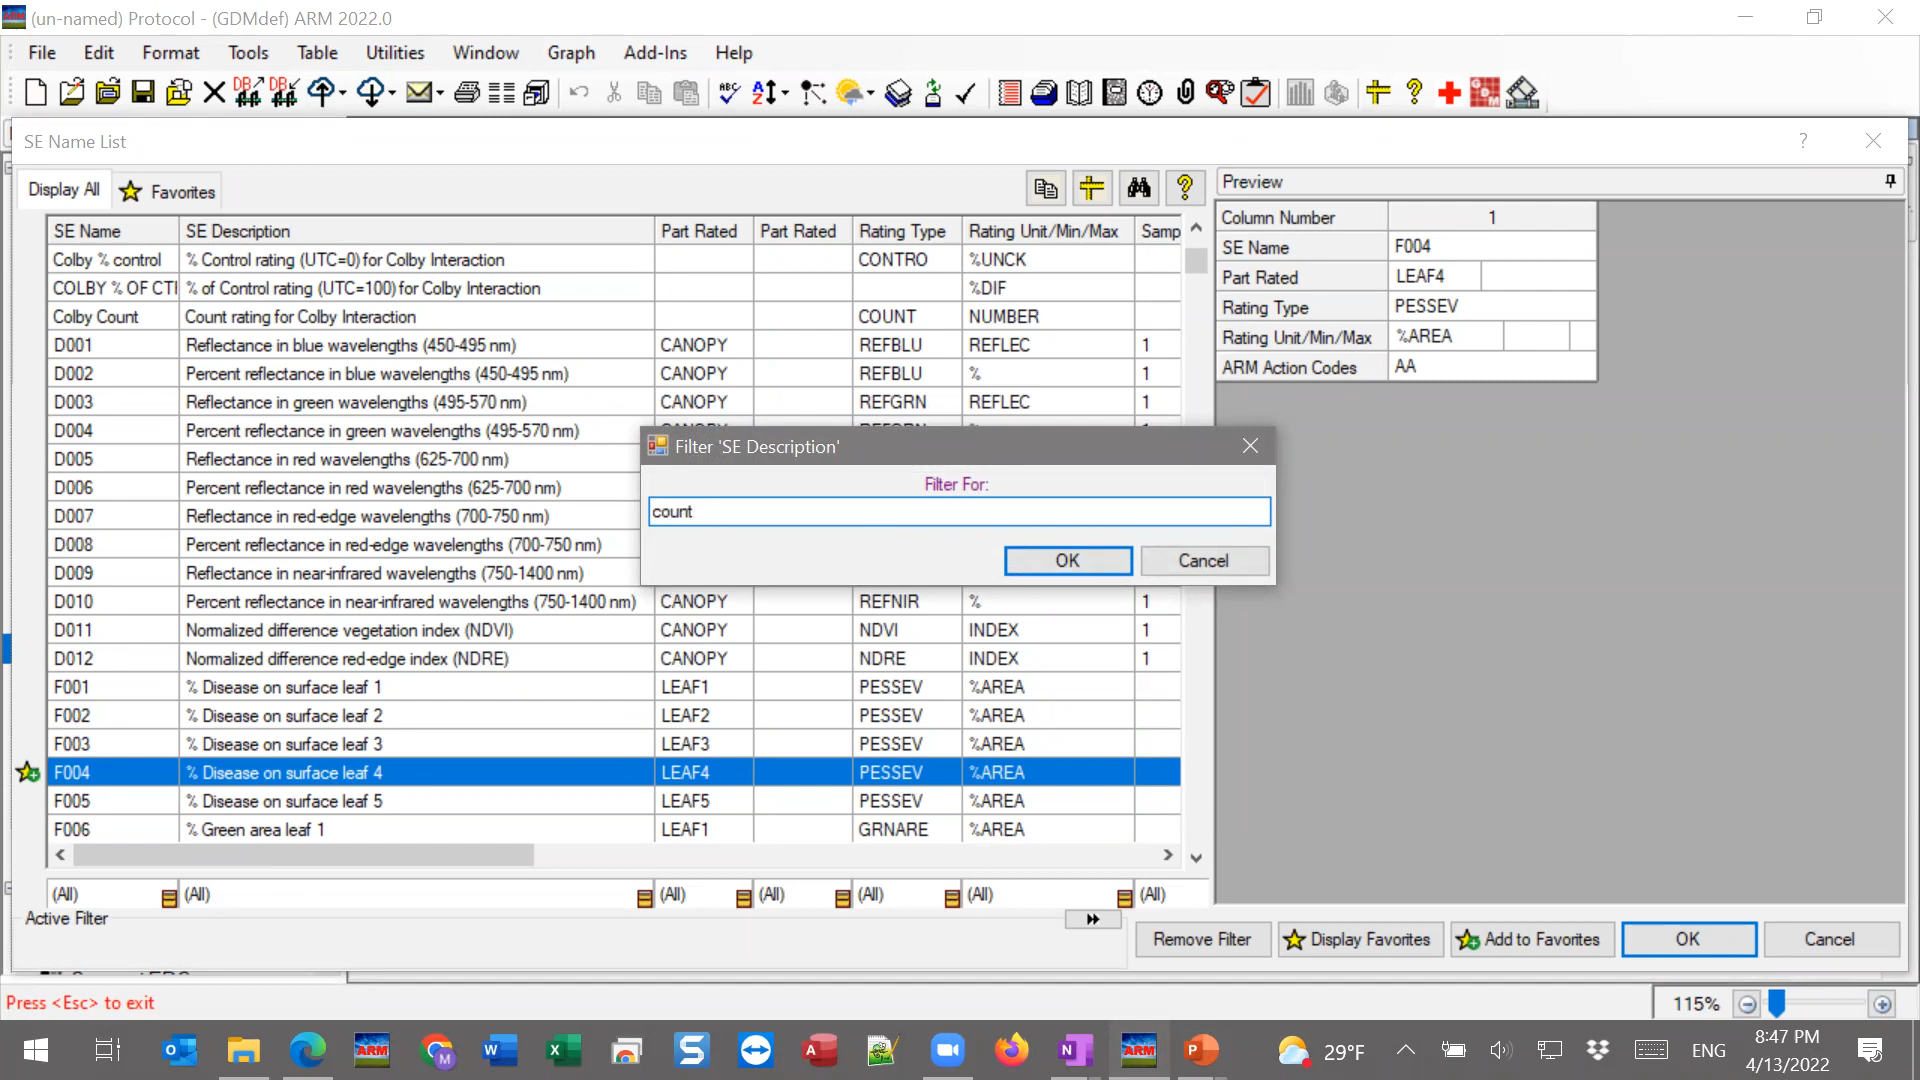 (un-named) Protocol - (GDMdef) ARM 2022.0
File Edit Format Tools Table Utilities Window Graph Add-Ins Help
SE Name List
Display All Favorites
SE Name SE Description Part Rated Part Rated Rating Type Rating Unit/Min/Max Samp
Colby % control % Control rating (UTC=0) for Colby Interaction CONTRO %UNCK
COLBY % OF CTI % of Control rating (UTC=100) for Colby Interaction %DIF
Colby Count Count rating for Colby Interaction COUNT NUMBER
D001 Reflectance in blue wavelengths (450-495 nm) CANOPY REFBLU REFLEC 1
D002 Percent reflectance in blue wavelengths (450-495 nm) CANOPY REFBLU % 1
D003 Reflectance in green wavelengths (495-570 nm) CANOPY REFGRN REFLEC 1
D004 Percent reflectance in green wavelengths (495-570 nm)
D005 Reflectance in red wavelengths (625-700 nm)
D006 Percent reflectance in red wavelengths (625-700 nm)
D007 Reflectance in red-edge wavelengths (700-750 nm)
D008 Percent reflectance in red-edge wavelengths (700-750 nm)
D009 Reflectance in near-infrared wavelengths (750-1400 nm)
D010 Percent reflectance in near-infrared wavelengths (750-1400 nm) CANOPY REFNIR % 1
D011 Normalized difference vegetation index (NDVI) CANOPY NDVI INDEX 1
D012 Normalized difference red-edge index (NDRE) CANOPY NDRE INDEX 1
F001 % Disease on surface leaf 1 LEAF1 PESSEV %AREA
F002 % Disease on surface leaf 2 LEAF2 PESSEV %AREA
F003 % Disease on surface leaf 3 LEAF3 PESSEV %AREA
F004 % Disease on surface leaf 4 LEAF4 PESSEV %AREA
F005 % Disease on surface leaf 5 LEAF5 PESSEV %AREA
F006 % Green area leaf 1 LEAF1 GRNARE %AREA
(All) (All) (All) (All) (All) (All) (All)
Active Filter
Filter 'SE Description'
Filter For:
count
OK Cancel
Preview
Column Number 1
SE Name F004
Part Rated LEAF4
Rating Type PESSEV
Rating Unit/Min/Max %AREA
ARM Action Codes AA
Remove Filter Display Favorites Add to Favorites OK Cancel
Press <Esc> to exit
115%
29°F ENG
8:47 PM
4/13/2022